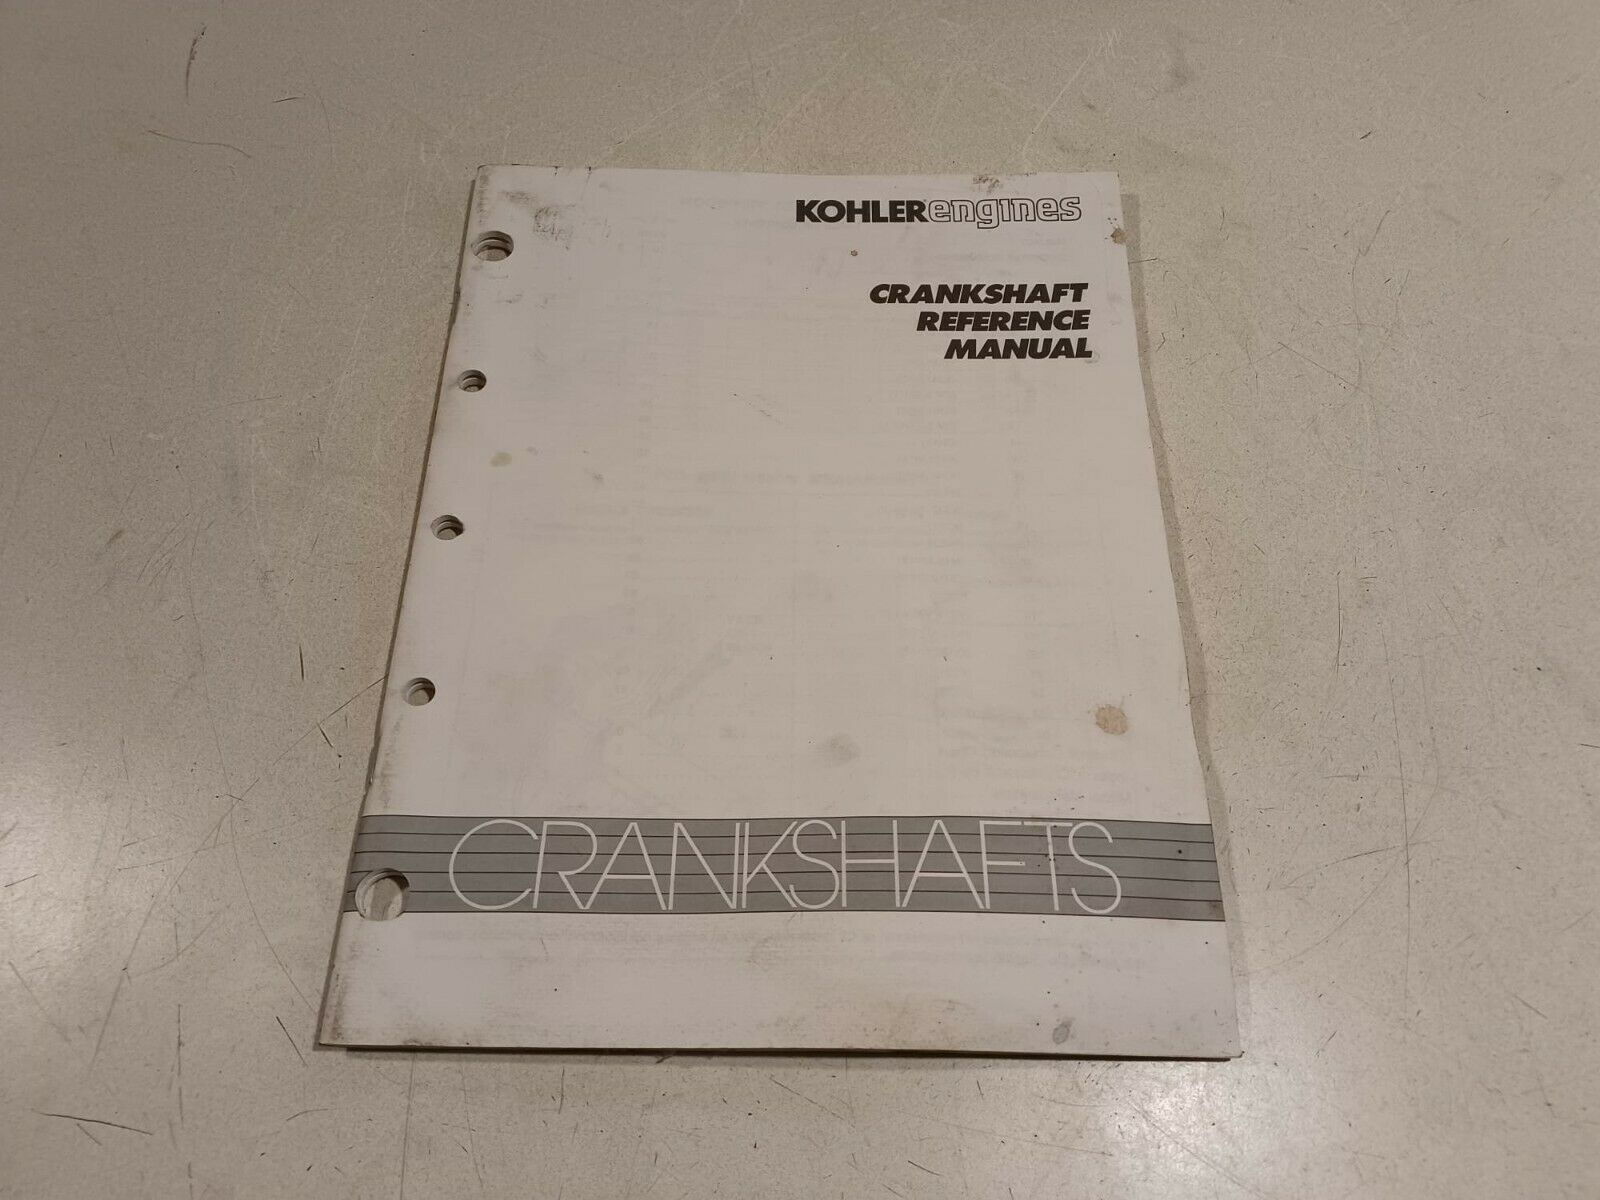 KOHLERengines
CRANKSHAFT
REFERENCE
MANUAL
CRANKSHAFTS